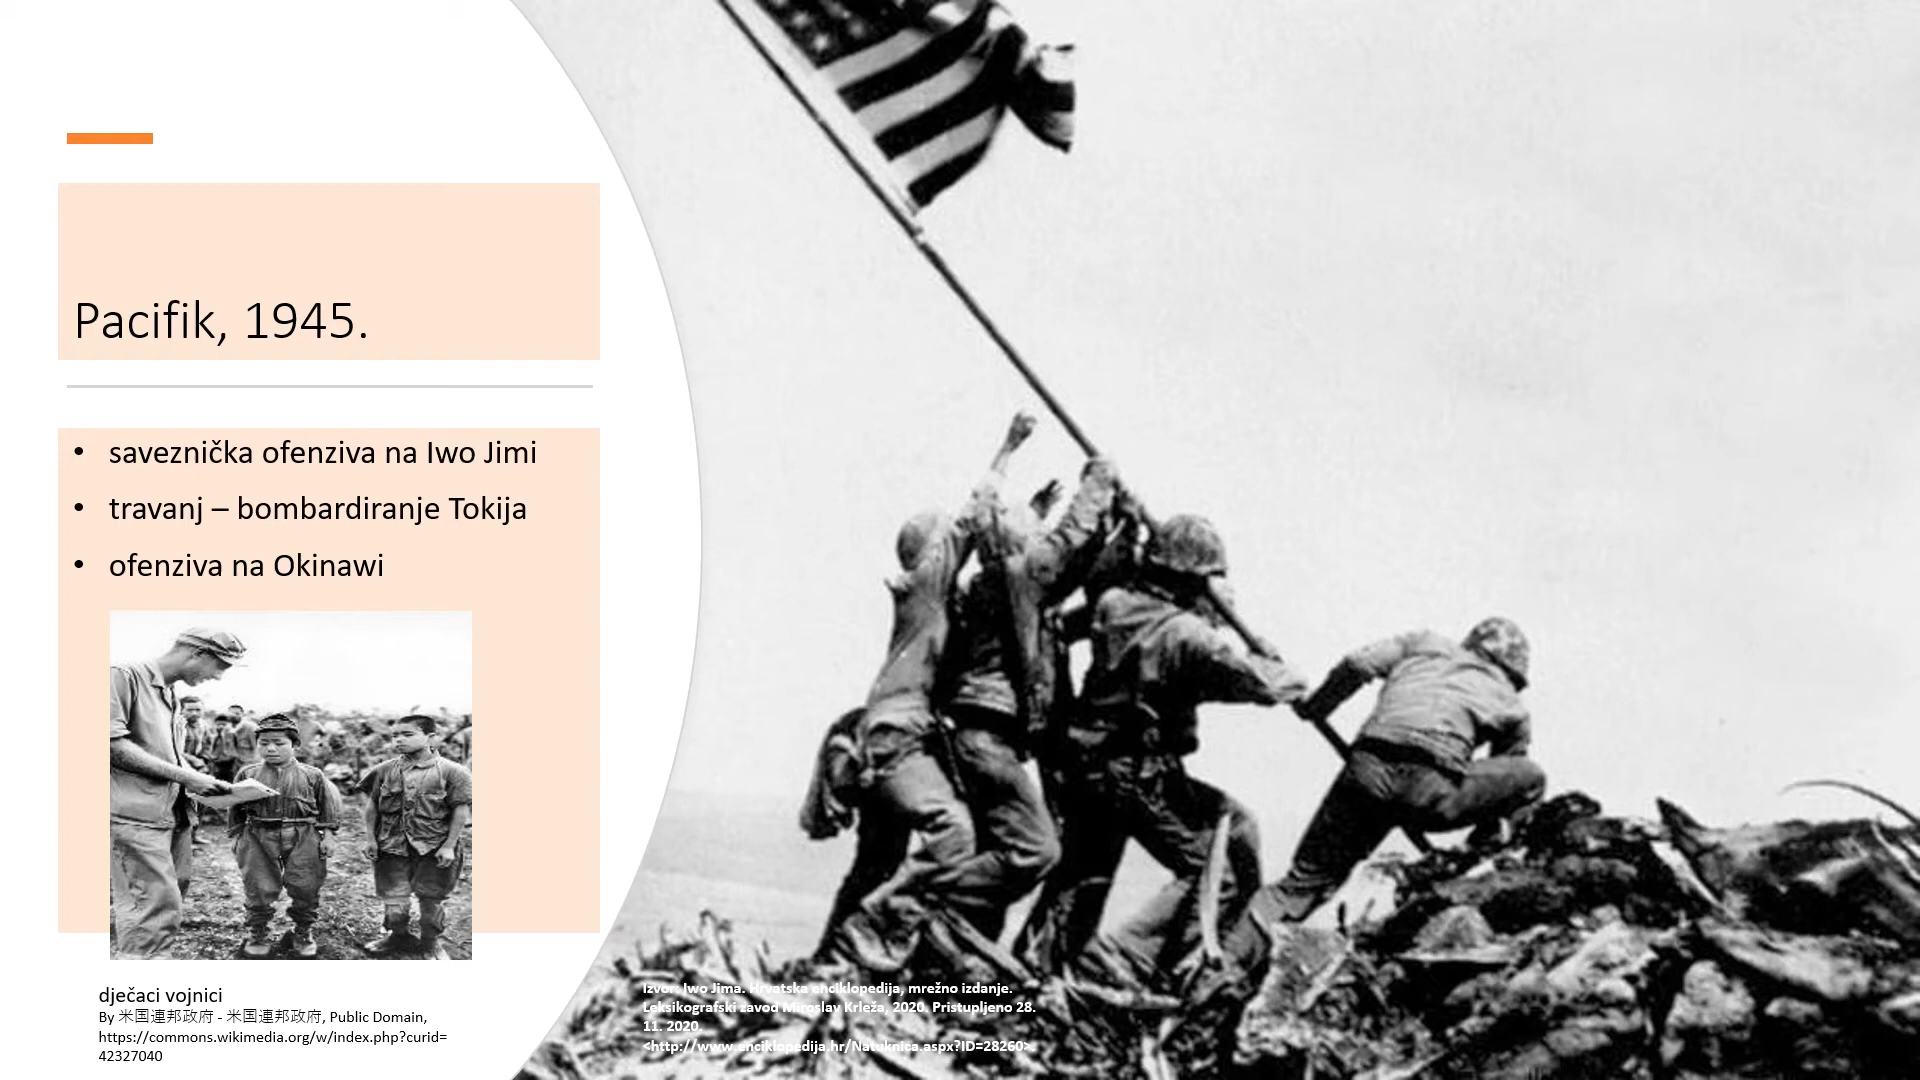 Pacifik, 1945.
• saveznička ofenziva na Iwo Jimi
• travanj – bombardiranje Tokija
• ofenziva na Okinawi
dječaci vojnici
By 米国連邦政府 - 米国連邦政府, Public Domain,
https://commons.wikimedia.org/w/index.php?curid=
42327040
Izvor: Iwo Jima. Hrvatska enciklopedija, mrežno izdanje.
Leksikografski zavod Miroslav Krleža, 2020. Pristupljeno 28.
11. 2020.
<http://www.enciklopedija.hr/Natuknica.aspx?ID=28260>.